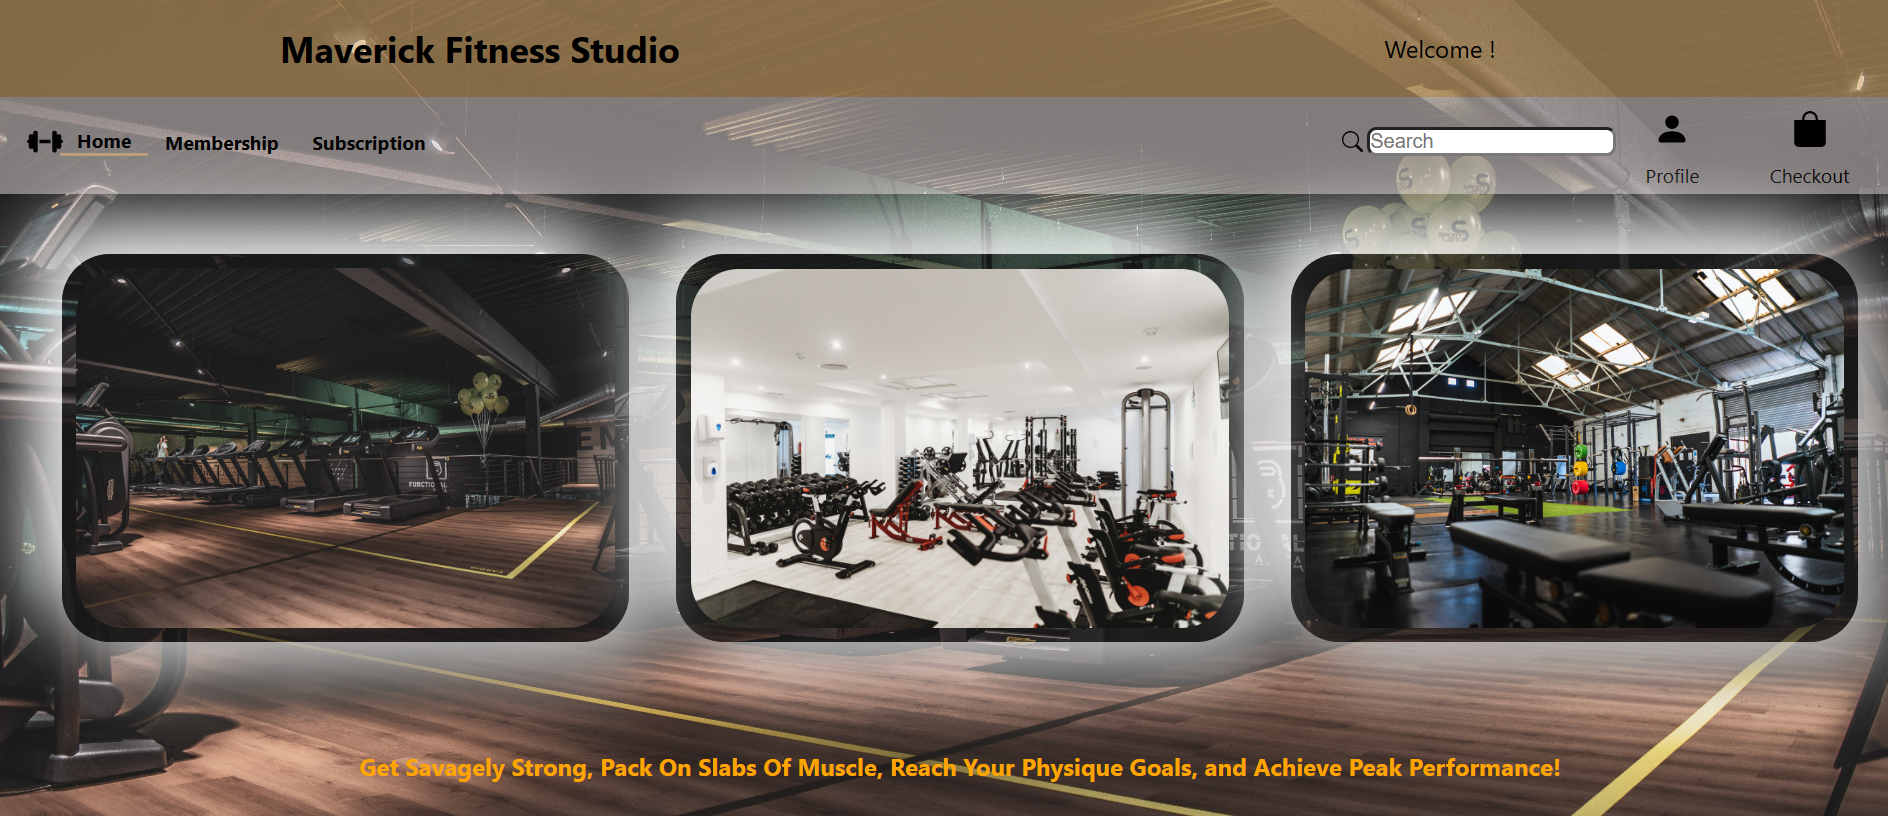 Maverick Fitness Studio
Welcome !
Home Membership Subscription
Search
Profile Checkout
FUNCTIONAL
Get Savagely Strong, Pack On Slabs Of Muscle, Reach Your Physique Goals, and Achieve Peak Performance!